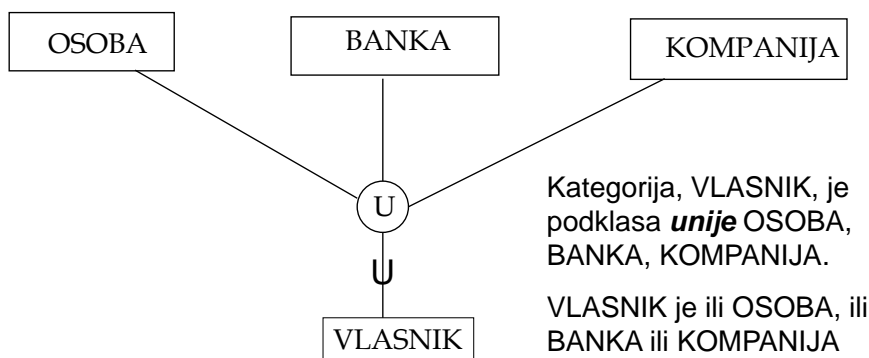 OSOBA
BANKA
KOMPANIJA
U
U
VLASNIK
Kategorija, VLASNIK, je
podklasa unije OSOBA,
BANKA, KOMPANIJA.
VLASNIK je ili OSOBA, ili
BANKA ili KOMPANIJA